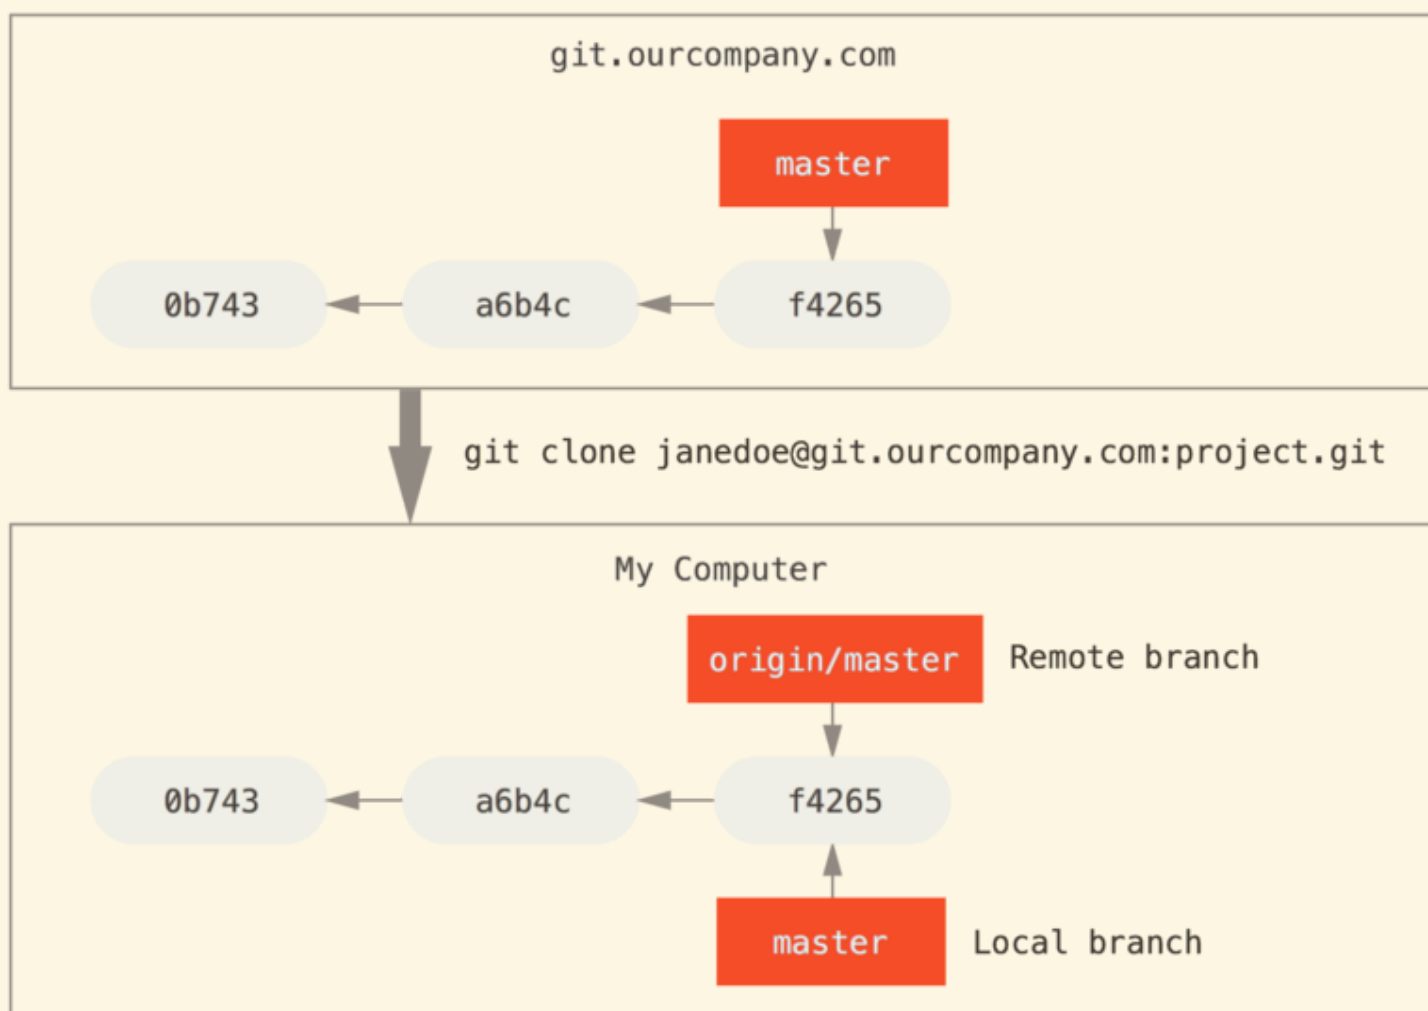 git.ourcompany.com
master
0b743 a6b4c f4265
git clone janedoe@git.ourcompany.com:project.git
My Computer
origin/master Remote branch
0b743 a6b4c f4265
master Local branch